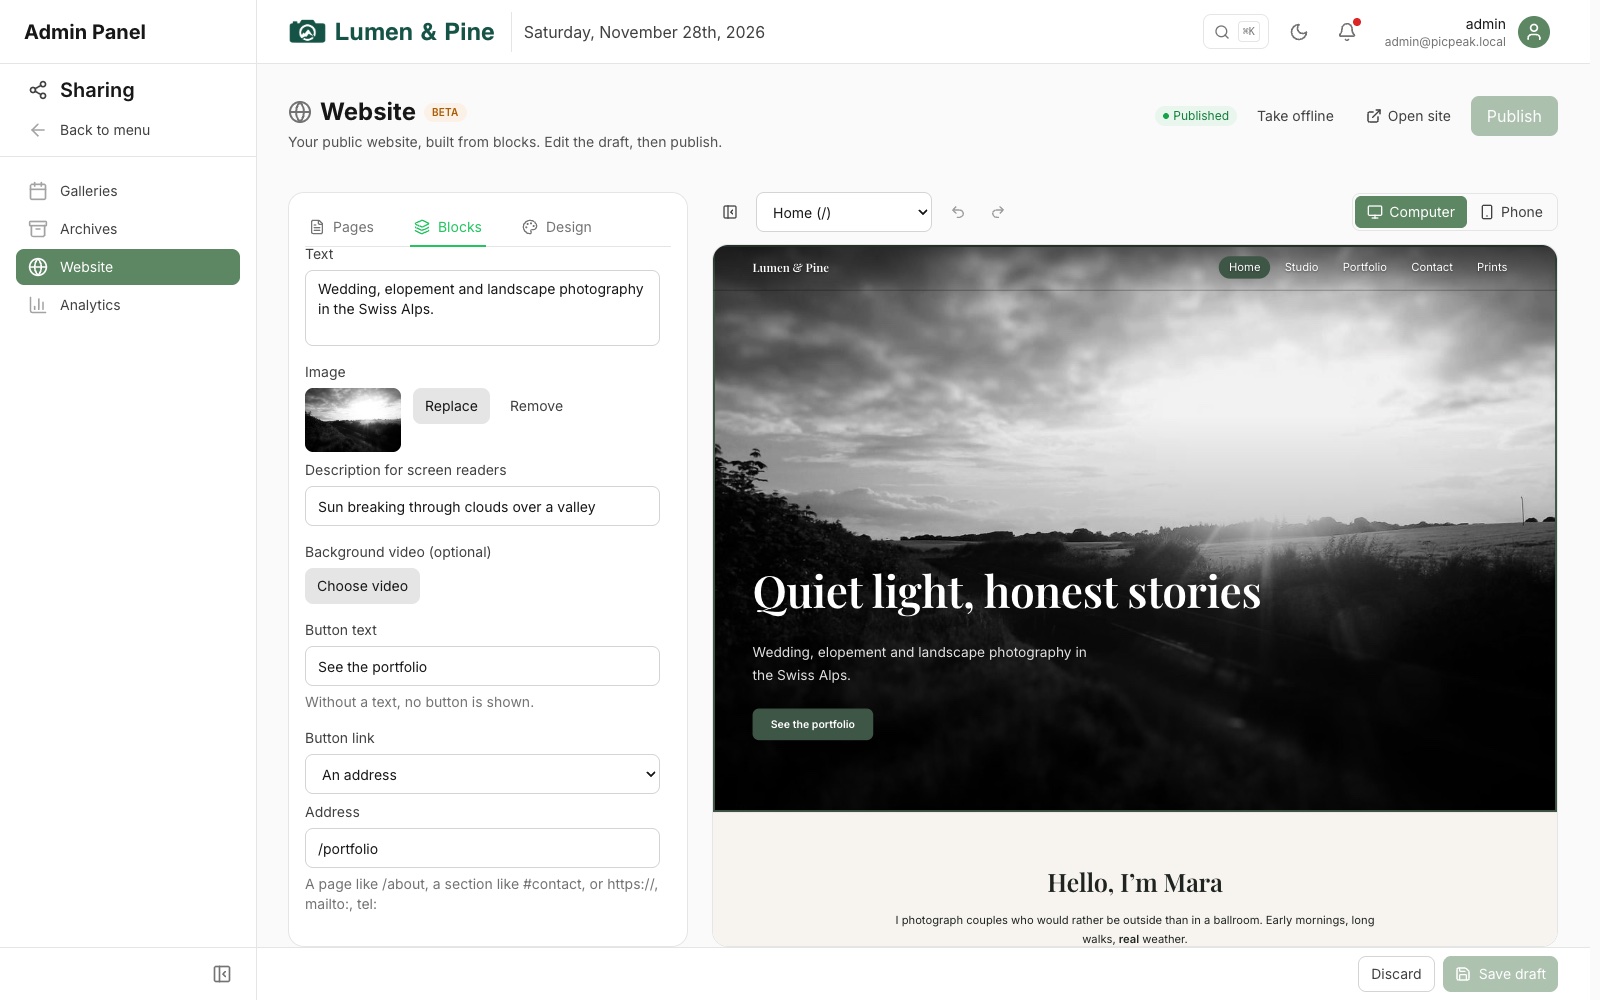 Admin Panel
Lumen & Pine
Saturday, November 28th, 2026
⌘K
admin
admin@picpeak.local
Sharing
Back to menu
Galleries
Archives
Website
Analytics
Website
BETA
Your public website, built from blocks. Edit the draft, then publish.
Published
Take offline
Open site
Publish
Pages
Blocks
Design
Text
Wedding, elopement and landscape photography
in the Swiss Alps.
Image
Replace
Remove
Description for screen readers
Sun breaking through clouds over a valley
Background video (optional)
Choose video
Button text
See the portfolio
Without a text, no button is shown.
Button link
An address
Address
/portfolio
A page like /about, a section like #contact, or https://,
mailto:, tel:
Home (/)
Computer
Phone
Lumen & Pine
Home
Studio
Portfolio
Contact
Prints
Quiet light, honest stories
Wedding, elopement and landscape photography in
the Swiss Alps.
See the portfolio
Hello, I’m Mara
I photograph couples who would rather be outside than in a ballroom. Early mornings, long
walks, real weather.
Discard
Save draft